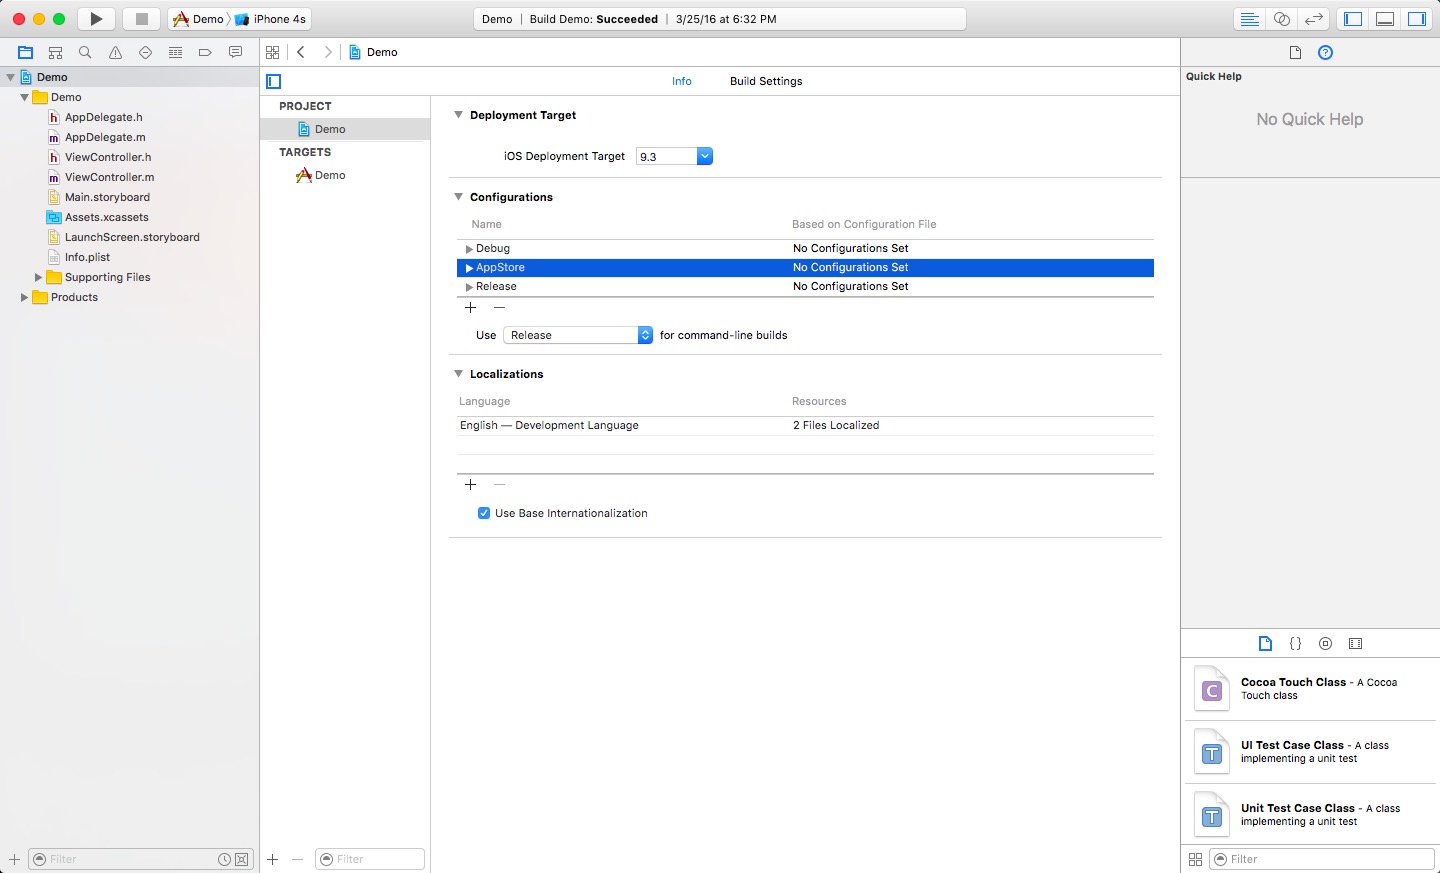 Demo
iPhone 4s
Demo | Build Demo: Succeeded | 3/25/16 at 6:32 PM
Demo
Demo
Demo
h AppDelegate.h
m AppDelegate.m
h ViewController.h
m ViewController.m
Main.storyboard
Assets.xcassets
LaunchScreen.storyboard
Info.plist
Supporting Files
Products
Filter
Info
Build Settings
PROJECT
Demo
TARGETS
Demo
Filter
Deployment Target
iOS Deployment Target 9.3
Configurations
Name Based on Configuration File
Debug No Configurations Set
AppStore No Configurations Set
Release No Configurations Set
Use Release for command-line builds
Localizations
Language Resources
English — Development Language 2 Files Localized
Use Base Internationalization
Quick Help
No Quick Help
{}
C
Cocoa Touch Class - A Cocoa
Touch class
T
UI Test Case Class - A class
implementing a unit test
T
Unit Test Case Class - A class
implementing a unit test
Filter